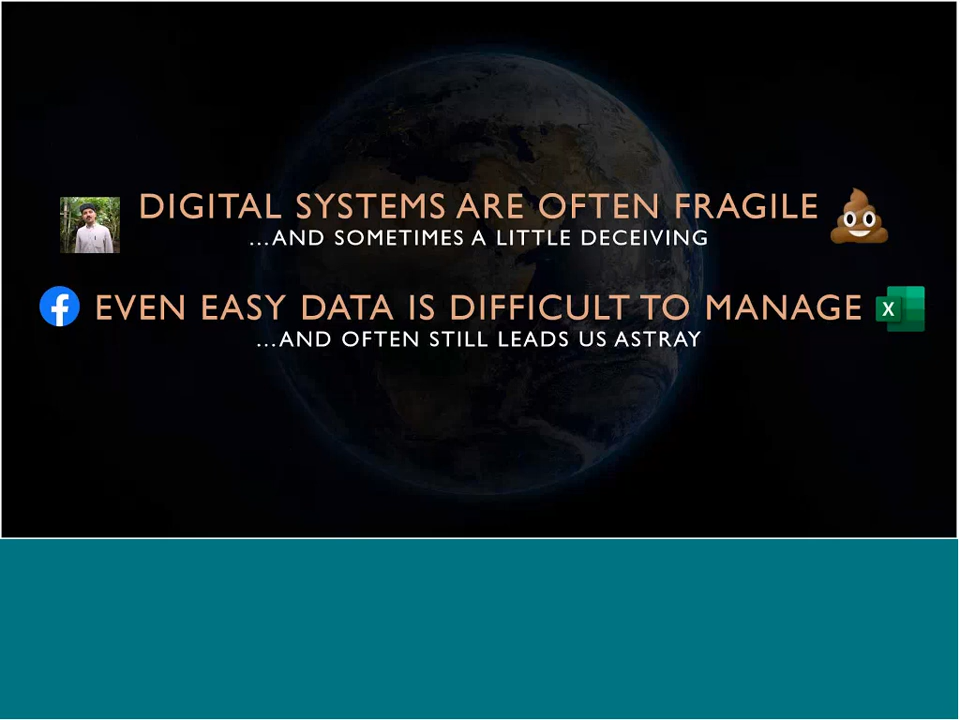 DIGITAL SYSTEMS ARE OFTEN FRAGILE
...AND SOMETIMES A LITTLE DECEIVING
EVEN EASY DATA IS DIFFICULT TO MANAGE
...AND OFTEN STILL LEADS US ASTRAY